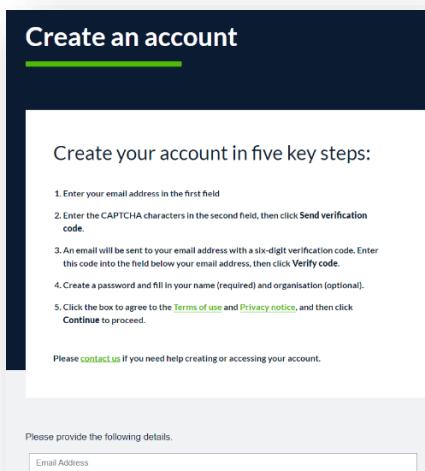 Create an account
Create your account in five key steps:
1. Enter your email address in the first field
2. Enter the CAPTCHA characters in the second field, then click Send verification
code.
3. An email will be sent to your email address with a six-digit verification code. Enter
this code into the field below your email address, then click Verify code.
4. Create a password and fill in your name (required) and organisation (optional).
5. Click the box to agree to the Terms of use and Privacy notice, and then click
Continue to proceed.
Please contact us if you need help creating or accessing your account.
Please provide the following details.
Email Address